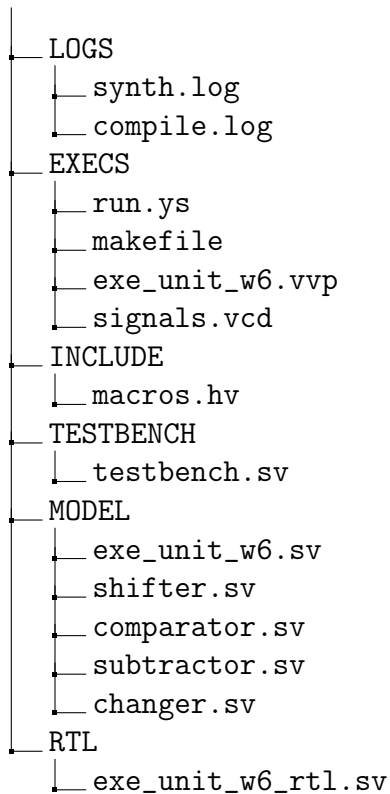 LOGS
synth.log
compile.log
EXECS
run.ys
makefile
exe_unit_w6.vvp
signals.vcd
INCLUDE
macros.hv
TESTBENCH
testbench.sv
MODEL
exe_unit_w6.sv
shifter.sv
comparator.sv
subtractor.sv
changer.sv
RTL
exe_unit_w6_rtl.sv